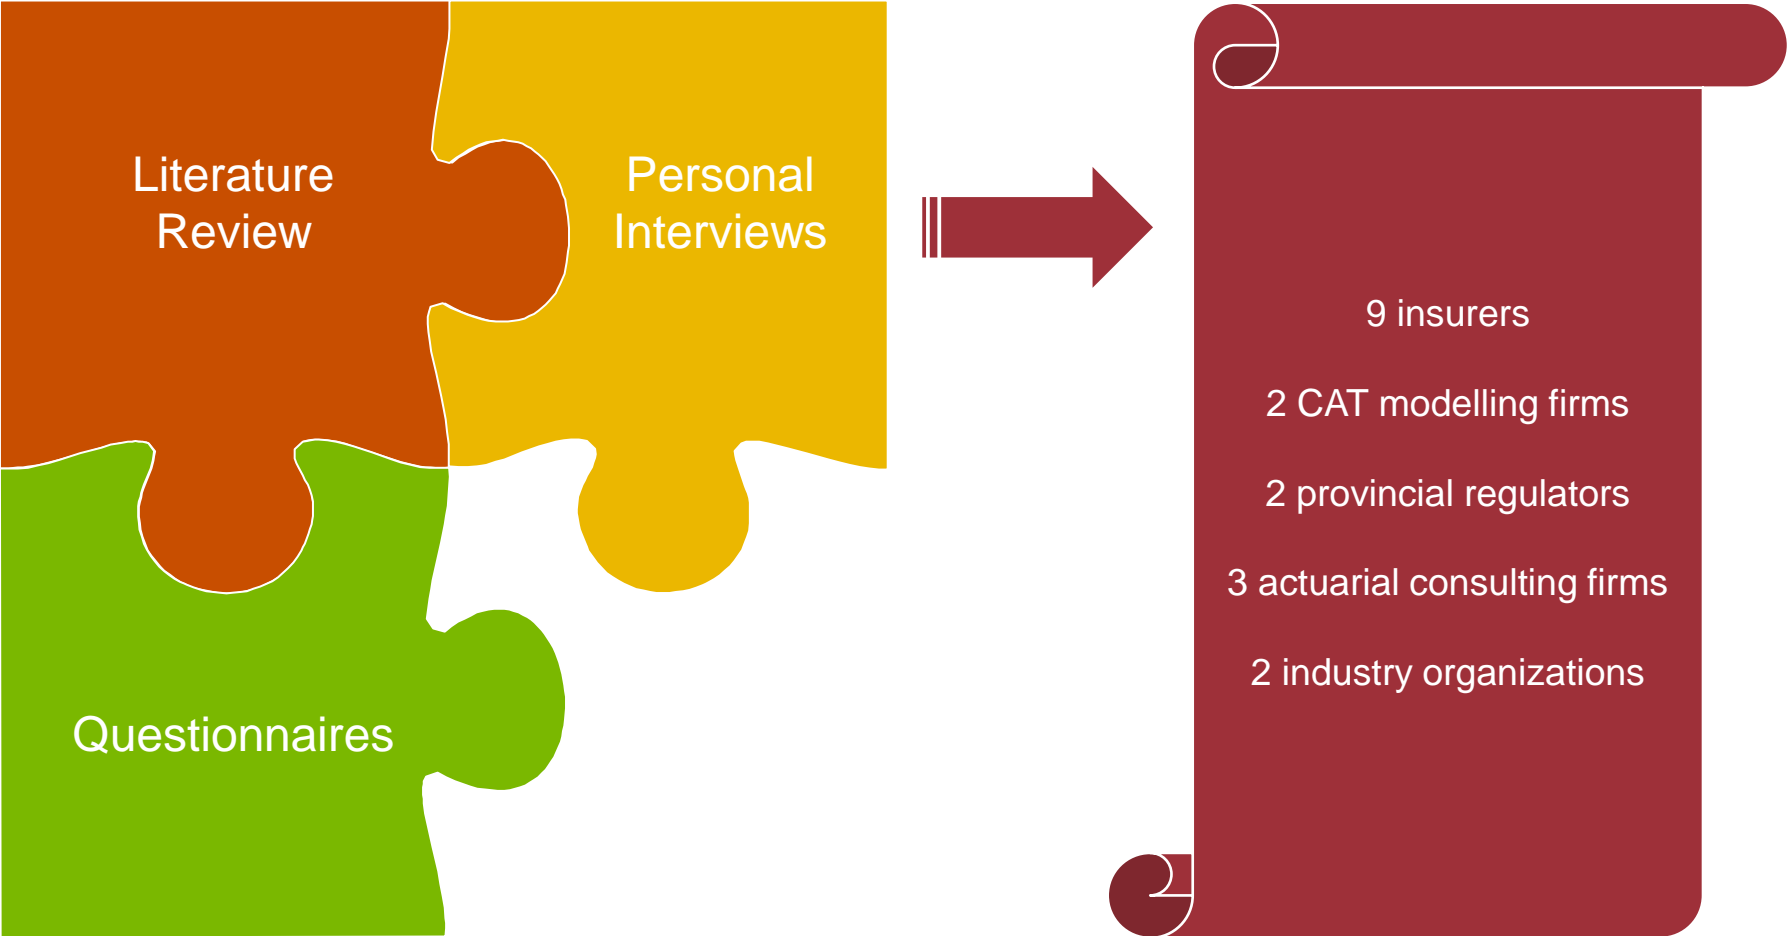 Literature
Review
Personal
Interviews
Questionnaires
9 insurers
2 CAT modelling firms
2 provincial regulators
3 actuarial consulting firms
2 industry organizations